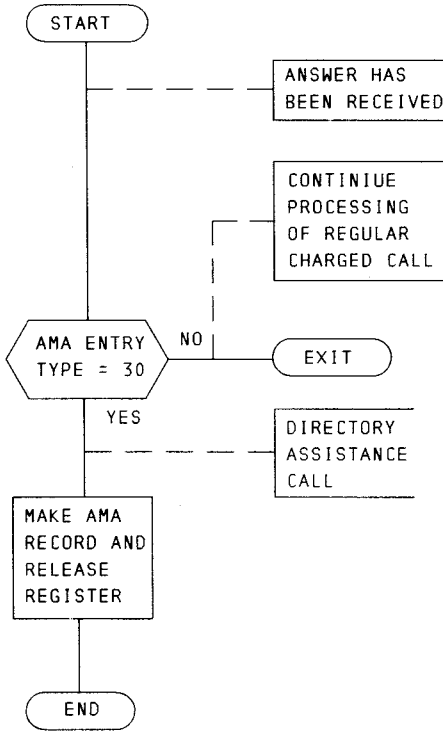 START
ANSWER HAS
BEEN RECEIVED
CONTINIUE
PROCESSING
OF REGULAR
CHARGED CALL
AMA ENTRY
TYPE = 30
NO
EXIT
YES
DIRECTORY
ASSISTANCE
CALL
MAKE AMA
RECORD AND
RELEASE
REGISTER
END